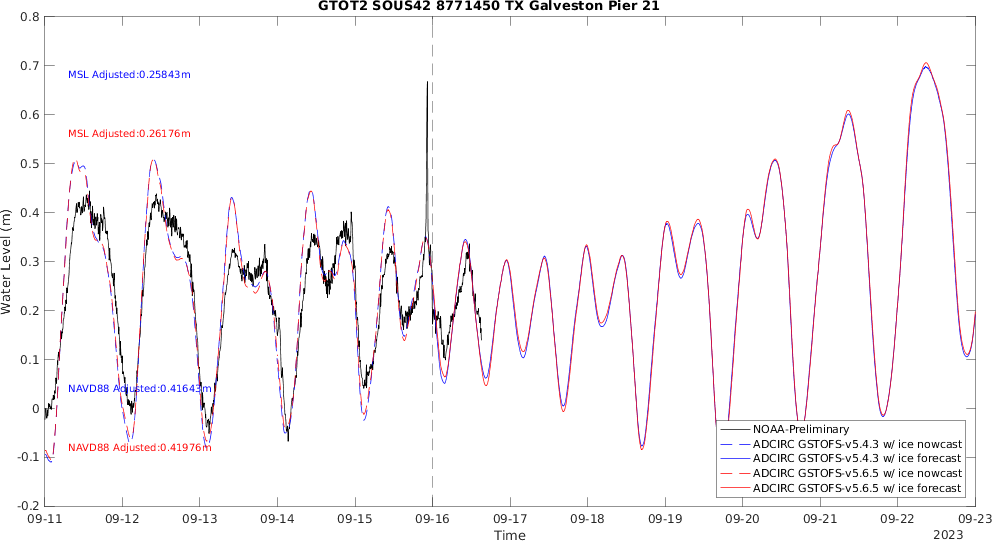 GTOT2 SOUS42 8771450 TX Galveston Pier 21
0.8
0.7
0.6
0.5
0.4
0.3
0.2
0.1
0
-0.1
-0.2
Water Level (m)
MSL Adjusted:0.25843m
MSL Adjusted:0.26176m
NAVD88 Adjusted:0.41643m
NAVD88 Adjusted:0.41976m
NOAA-Preliminary
ADCIRC GSTOFS-v5.4.3 w/ ice nowcast
ADCIRC GSTOFS-v5.4.3 w/ ice forecast
ADCIRC GSTOFS-v5.6.5 w/ ice nowcast
ADCIRC GSTOFS-v5.6.5 w/ ice forecast
09-11 09-12 09-13 09-14 09-15 09-16 09-17 09-18 09-19 09-20 09-21 09-22 09-23
Time
2023